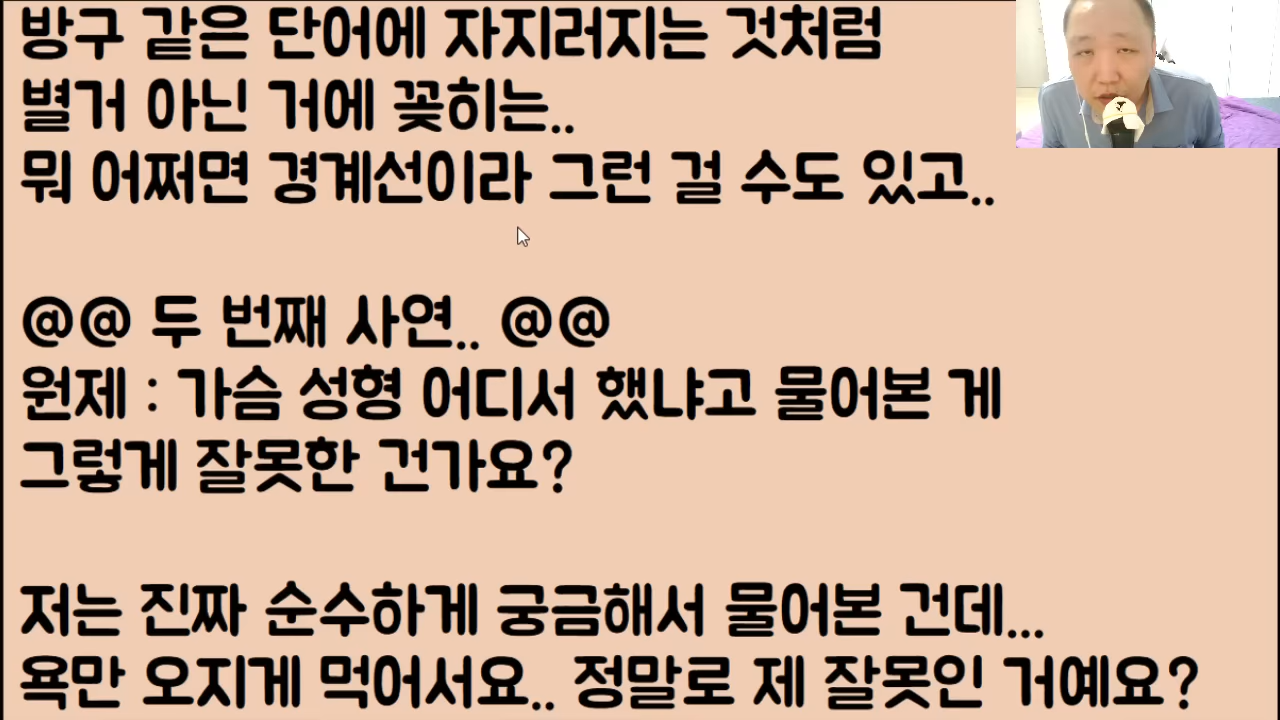 방구 같은 단어에 자지러지는 것처럼
별거 아닌 거에 꽂히는..
뭐 어쩌면 경계선이라 그런 걸 수도 있고..
@@ 두 번째 사연.. @@
원제 : 가슴 성형 어디서 했냐고 물어본 게
그렇게 잘못한 건가요?
저는 진짜 순수하게 궁금해서 물어본 건데...
욕만 오지게 먹어서요.. 정말로 제 잘못인 거예요?